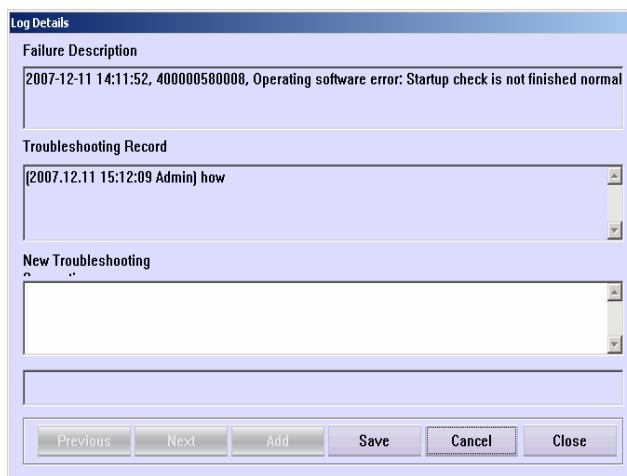 Log Details
Failure Description
2007-12-11 14:11:52, 400000580008, Operating software error: Startup check is not finished normal
Troubleshooting Record
[2007.12.11 15:12:09 Admin] how
New Troubleshooting
Previous Next Add Save Cancel Close